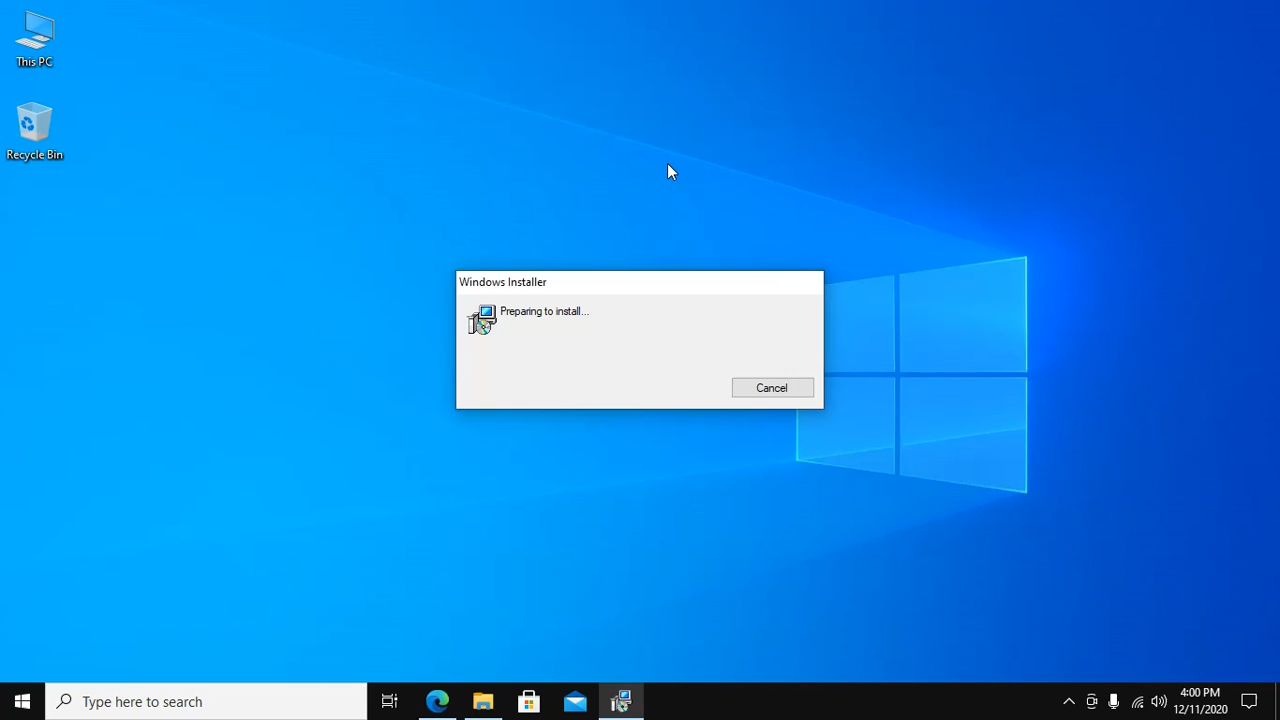 This PC
Recycle Bin
Windows Installer
Preparing to install...
Cancel
Type here to search
4:00 PM
12/11/2020